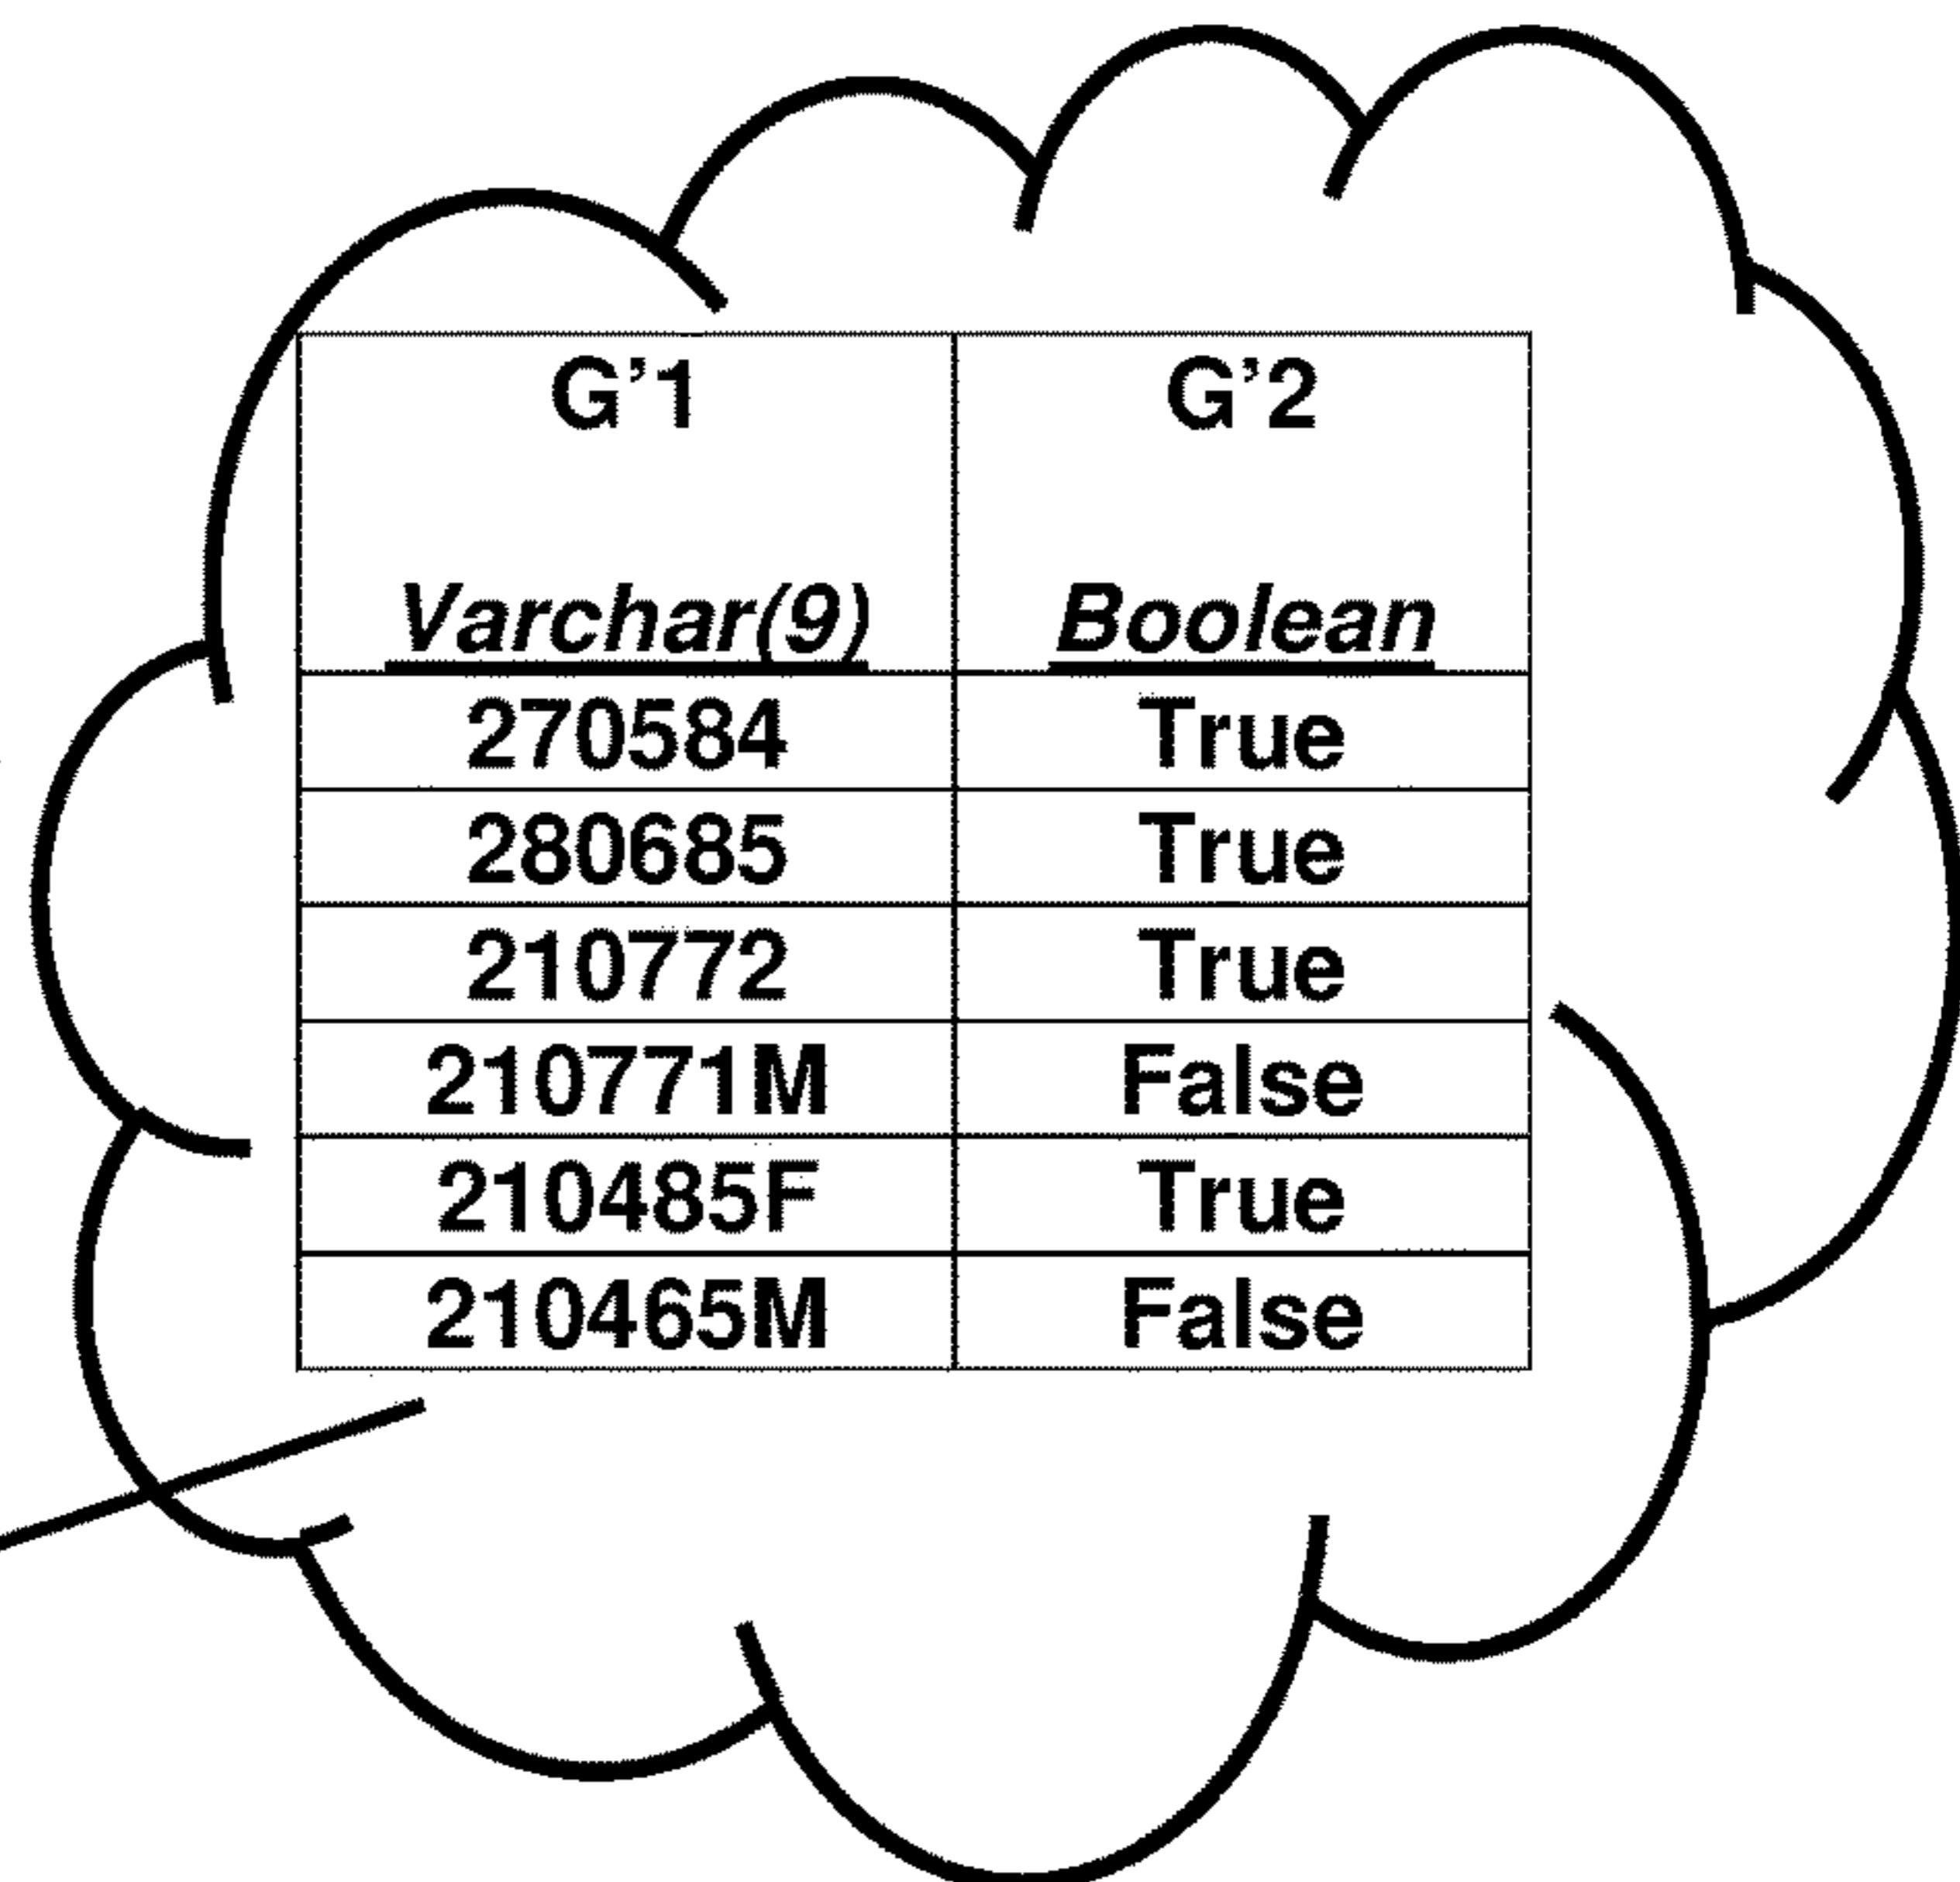 G’1 G’2
Varchar(9) Boolean
270584 True
280685 True
210772 True
210771M False
210485F True
210465M False